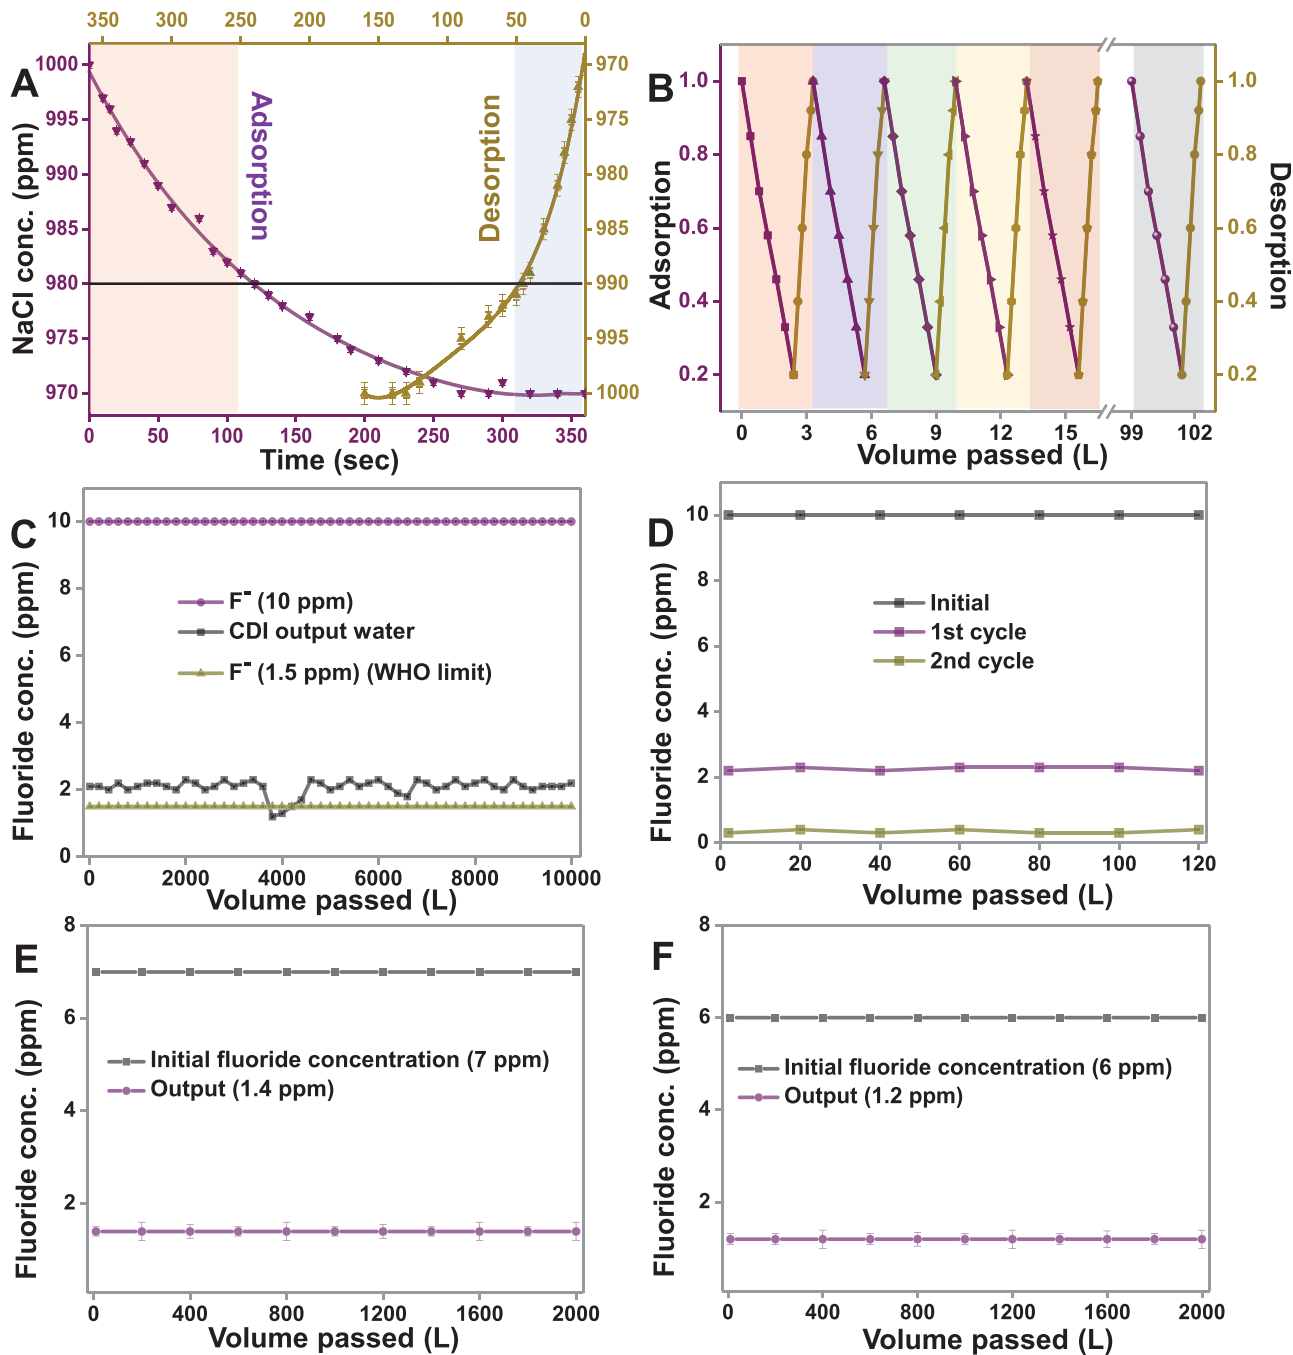 350 300 250 200 150 100 50 0
A
1000 970
995 975
990 980
985 985
980 990
975 995
970 1000
NaCl conc. (ppm)
Adsorption
Desorption
0 50 100 150 200 250 300 350
Time (sec)
B
1.0 1.0
0.8 0.8
0.6 0.6
0.4 0.4
0.2 0.2
Adsorption
Desorption
0 3 6 9 12 15 99 102
Volume passed (L)
C
10
8
6
4
2
0
Fluoride conc. (ppm)
F⁻ (10 ppm)
CDI output water
F⁻ (1.5 ppm) (WHO limit)
0 2000 4000 6000 8000 10000
Volume passed (L)
D
10
8
6
4
2
0
Fluoride conc. (ppm)
Initial
1st cycle
2nd cycle
0 20 40 60 80 100 120
Volume passed (L)
E
8
6
4
2
Fluoride conc. (ppm)
Initial fluoride concentration (7 ppm)
Output (1.4 ppm)
0 400 800 1200 1600 2000
Volume passed (L)
F
8
6
4
2
Fluoride conc. (ppm)
Initial fluoride concentration (6 ppm)
Output (1.2 ppm)
0 400 800 1200 1600 2000
Volume passed (L)